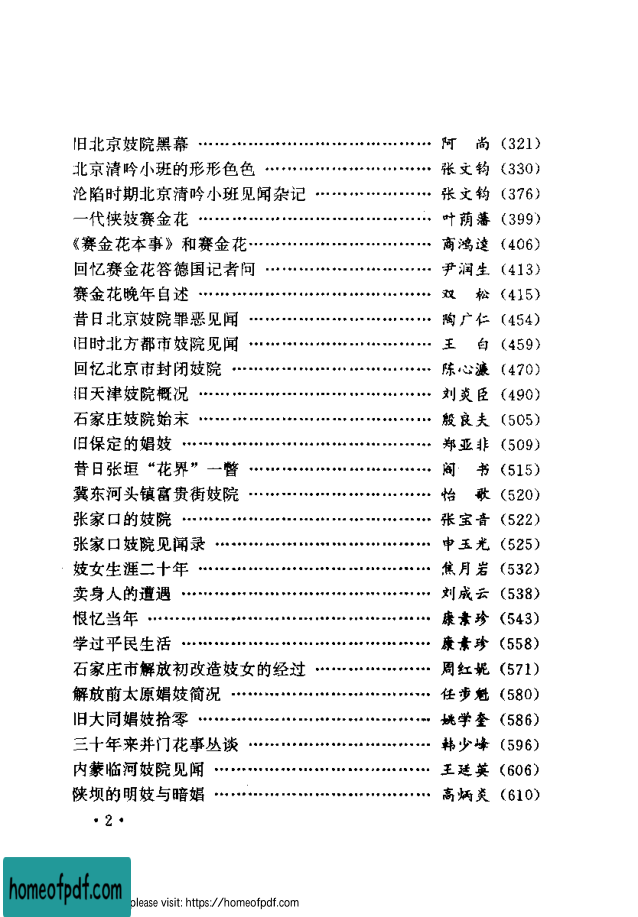 旧北京妓院黑幕 …………………………………… 阿　尚（321）
北京清吟小班的形形色色 ………………………… 张文钧（330）
沦陷时期北京清吟小班见闻杂记 ………………… 张文钧（376）
一代侠妓赛金花 …………………………………… 叶荫藩（399）
《赛金花本事》和赛金花………………………… 商鸿逵（406）
回忆赛金花答德国记者问 ………………………… 尹润生（413）
赛金花晚年自述 …………………………………… 双　松（415）
昔日北京妓院罪恶见闻 …………………………… 陶广仁（454）
旧时北方都市妓院见闻 …………………………… 王　白（459）
回忆北京市封闭妓院 ……………………………… 陈心濂（470）
旧天津妓院概况 …………………………………… 刘炎臣（490）
石家庄妓院始末 …………………………………… 殷良夫（505）
旧保定的娼妓 ……………………………………… 郑亚非（509）
昔日张垣“花界”一瞥 …………………………… 阎　书（515）
冀东河头镇富贵街妓院 …………………………… 怡　歌（520）
张家口的妓院 ……………………………………… 张宝音（522）
张家口妓院见闻录 ………………………………… 申玉光（525）
妓女生涯二十年 …………………………………… 焦月岩（532）
卖身人的遭遇 ……………………………………… 刘成云（538）
恨忆当年 …………………………………………… 康素珍（543）
学过平民生活 ……………………………………… 康素珍（558）
石家庄市解放初改造妓女的经过 ………………… 周红妮（571）
解放前太原娼妓简况 ……………………………… 任步魁（580）
旧大同娼妓拾零 …………………………………… 姚学奎（586）
三十年来并门花事丛谈 …………………………… 韩少峰（596）
内蒙临河妓院见闻 ………………………………… 王廷英（606）
陕坝的明妓与暗娼 ………………………………… 高炳炎（610）
·2·
homeofpdf.com
please visit: https://homeofpdf.com